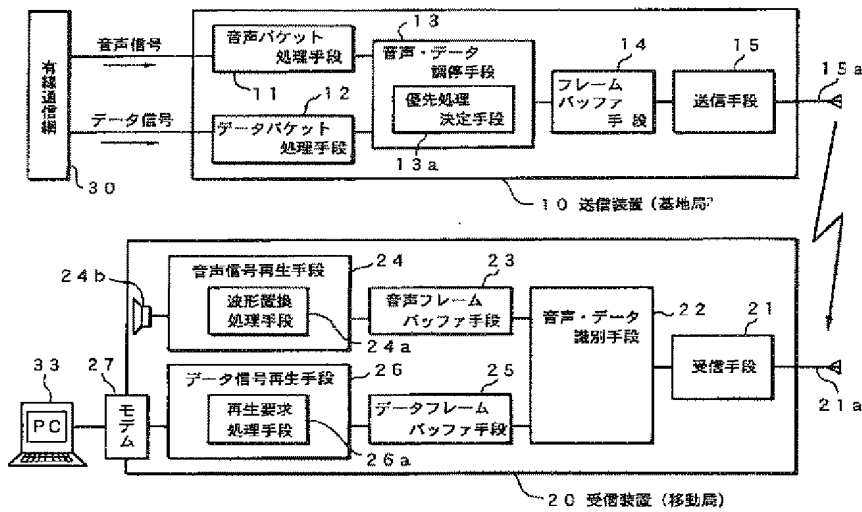 有線通信網
30
音声信号
データ信号
音声パケット
処理手段
11
12
データパケット
処理手段
13
音声・データ
調停手段
優先処理
決定手段
13a
14
フレーム
バッファ
手段
15
送信手段
15a
10 送信装置(基地局)
24b
音声信号再生手段
24
波形置換
処理手段
24a
23
音声フレーム
バッファ手段
音声・データ
識別手段
22
21
受信手段
21a
33
PC
27
モデム
データ信号再生手段
26
再生要求
処理手段
26a
25
データフレーム
バッファ手段
20 受信装置(移動局)